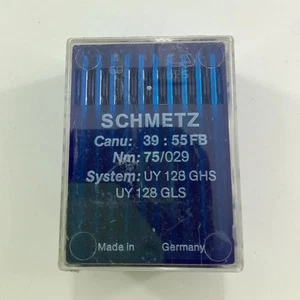 SCHMETZ
Canu: 39 : 55 FB
Nm: 75/029
System: UY 128 GHS
UY 128 GLS
Made in Germany